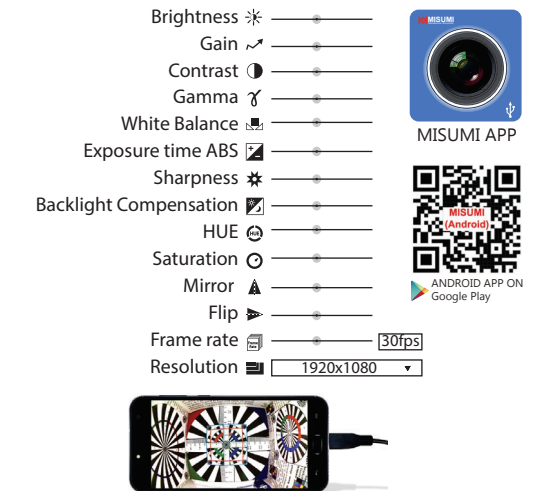 Brightness
Gain
Contrast
Gamma
White Balance
Exposure time ABS
Sharpness
Backlight Compensation
HUE HUE
Saturation
Mirror
Flip
Frame rate 30fps
Resolution 1920x1080
MISUMI
MISUMI APP
MISUMI
(Android)
ANDROID APP ON
Google Play